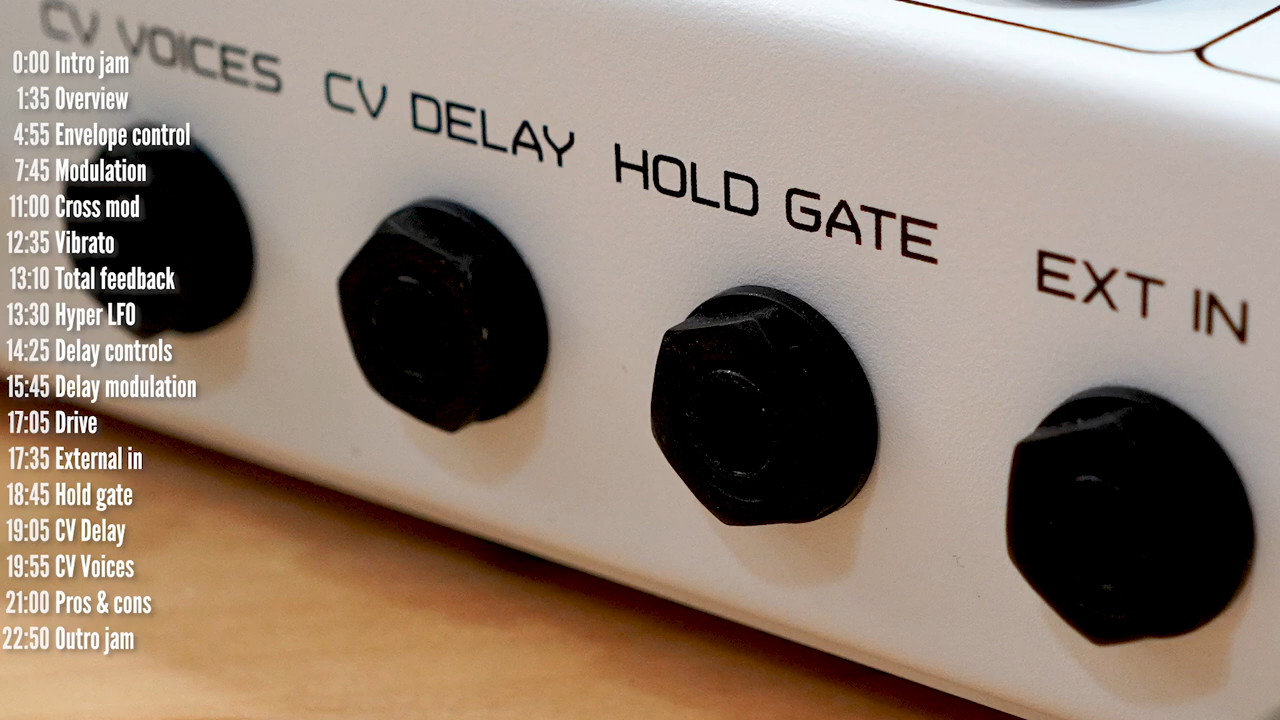 CV VOICES
CV DELAY
HOLD GATE
EXT IN
0:00 Intro jam
1:35 Overview
4:55 Envelope control
7:45 Modulation
11:00 Cross mod
12:35 Vibrato
13:10 Total feedback
13:30 Hyper LFO
14:25 Delay controls
15:45 Delay modulation
17:05 Drive
17:35 External in
18:45 Hold gate
19:05 CV Delay
19:55 CV Voices
21:00 Pros & cons
22:50 Outro jam